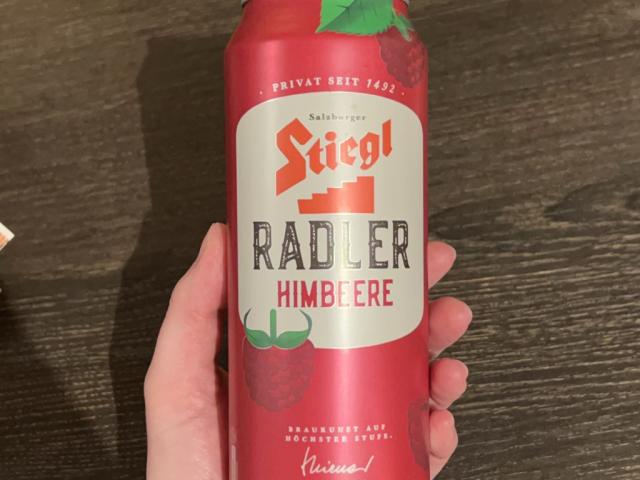 · PRIVAT SEIT 1492 ·
Salzburger
Stiegl
RADLER
HIMBEERE
BRAUKUNST AUF
HÖCHSTER STUFE.